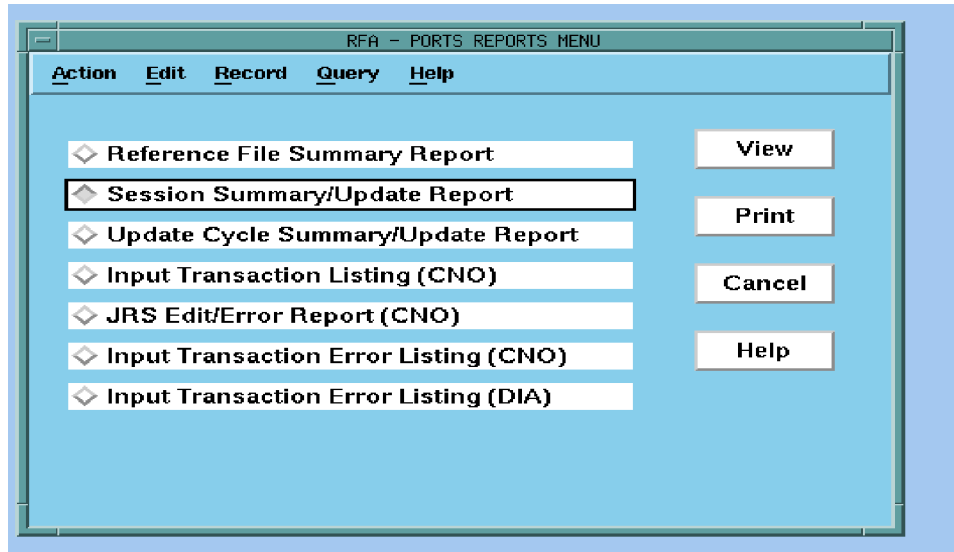 RFA - PORTS REPORTS MENU
Action Edit Record Query Help
Reference File Summary Report
Session Summary/Update Report
Update Cycle Summary/Update Report
Input Transaction Listing (CNO)
JRS Edit/Error Report (CNO)
Input Transaction Error Listing (CNO)
Input Transaction Error Listing (DIA)
View
Print
Cancel
Help